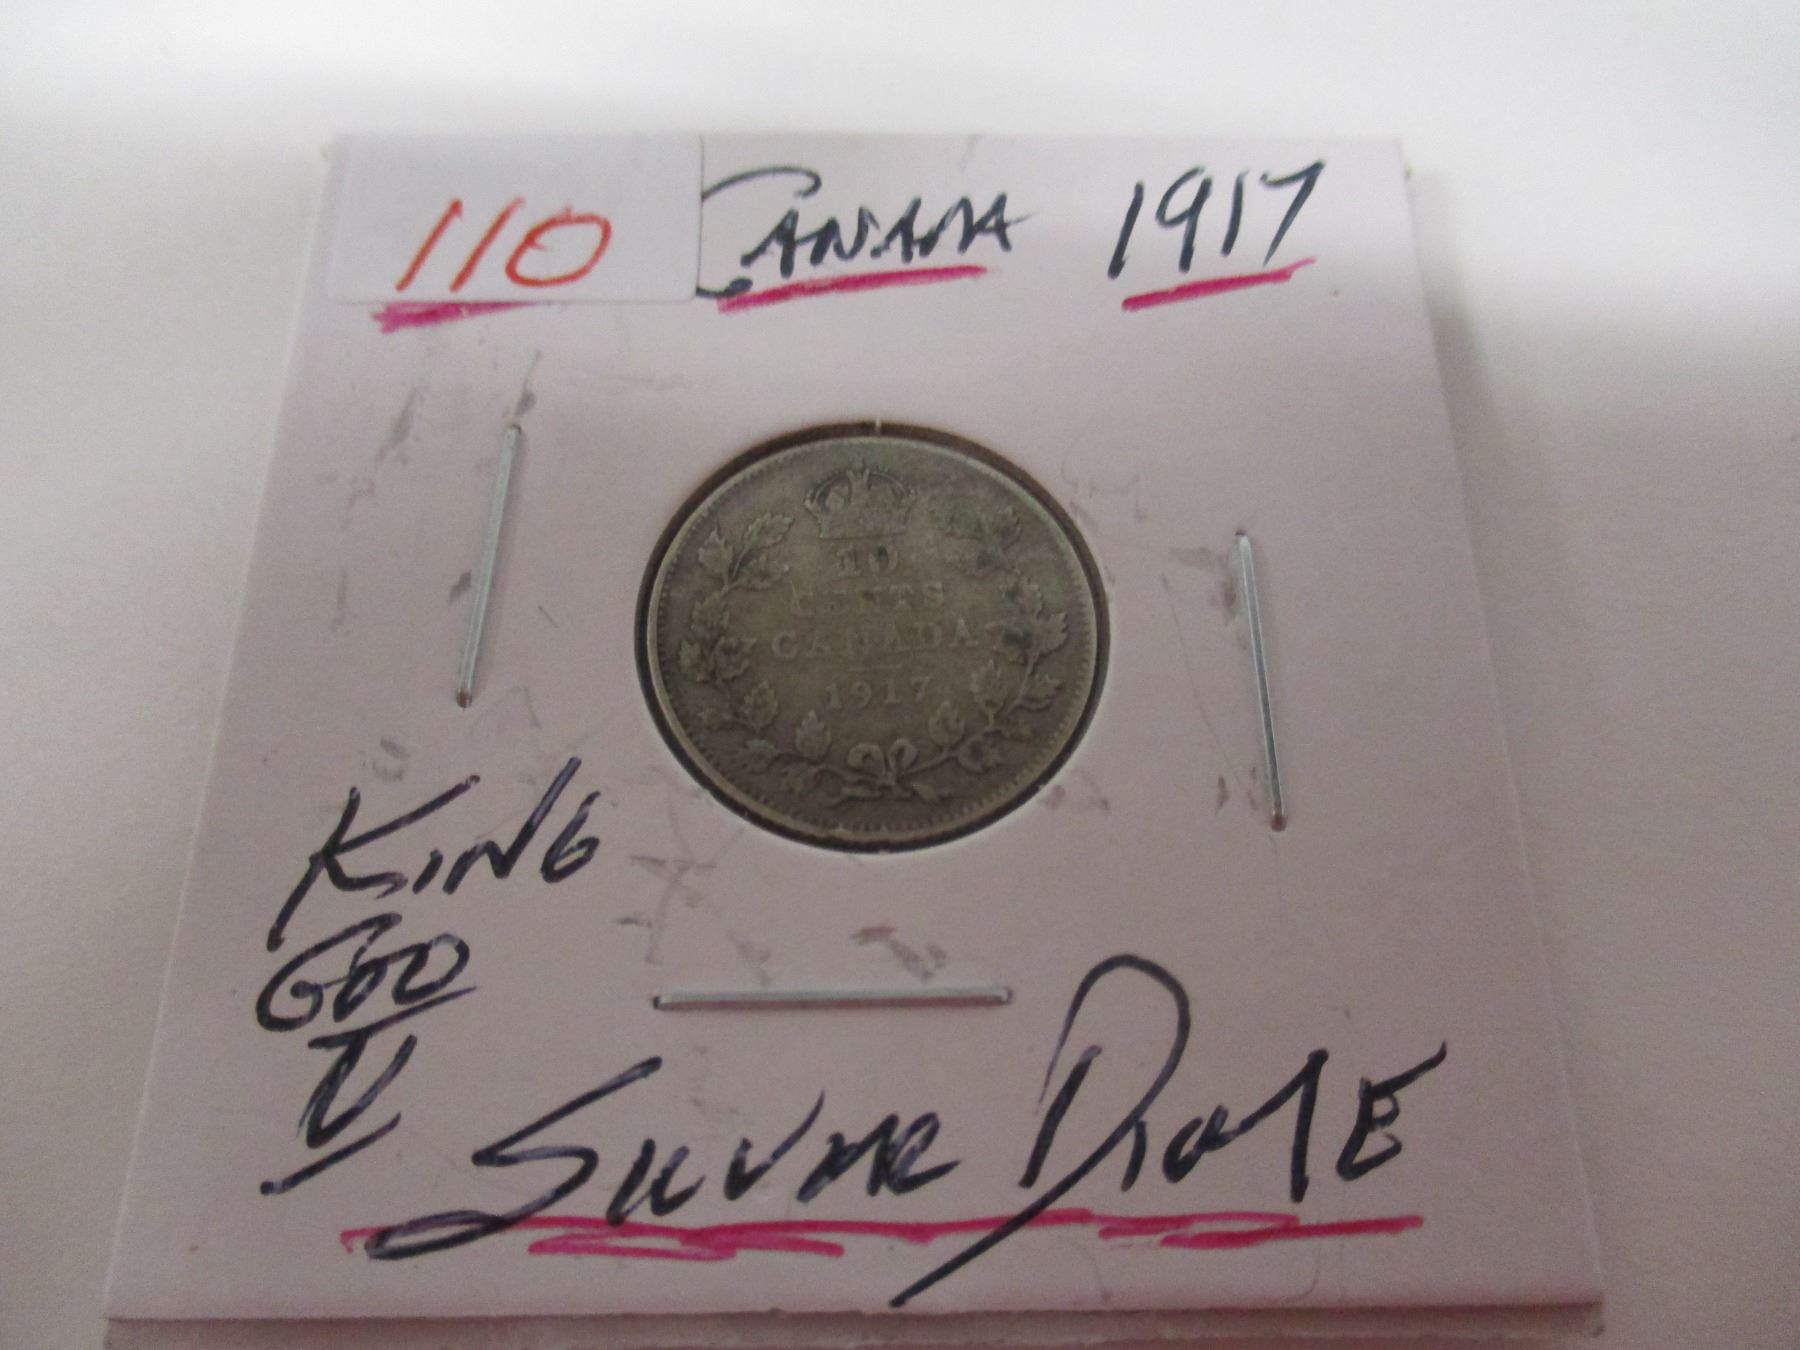 110 CANADA 1917
10
CENTS
CANADA
1917
KING
GEO
V
SILVER DIME